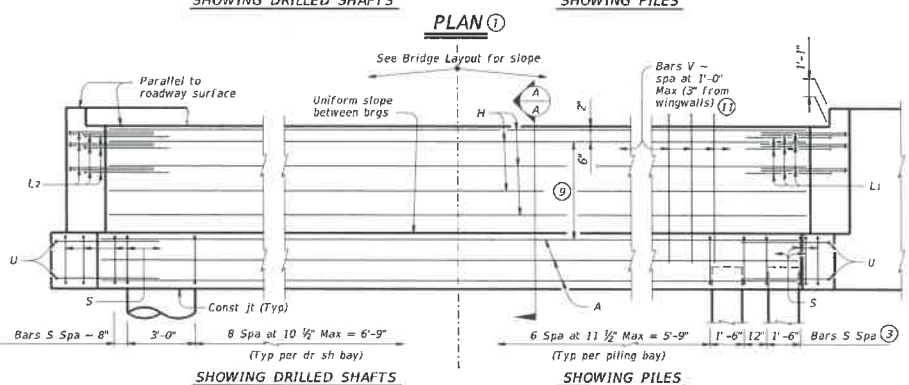 SHOWING DRILLED SHAFTS
SHOWING PILES
PLAN 1
See Bridge Layout for slope
Parallel to
roadway surface
Uniform slope
between brgs
H
A
A
2"
6"
9
Bars V ~
spa at 1'-0"
Max (3" from
wingwalls) 11
1'-1"
L2
L1
U
U
S
S
Const jt (Typ)
A
Bars S Spa ~ 8"
3'-0"
8 Spa at 10 ½" Max = 6'-9"
(Typ per dr sh bay)
6 Spa at 11 ½" Max = 5'-9"
(Typ per piling bay)
1'-6"
12"
1'-6"
Bars S Spa 3
SHOWING DRILLED SHAFTS
SHOWING PILES